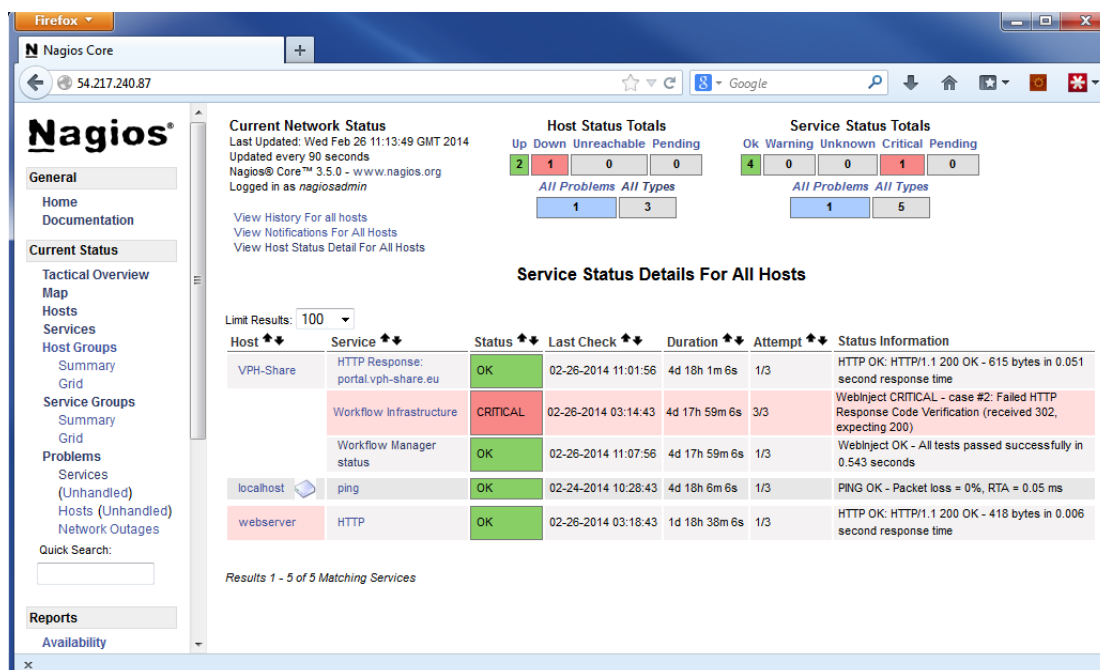 Firefox
N Nagios Core
+
54.217.240.87
8 Google
Nagios®
General
Home
Documentation
Current Status
Tactical Overview
Map
Hosts
Services
Host Groups
Summary
Grid
Service Groups
Summary
Grid
Problems
Services
(Unhandled)
Hosts (Unhandled)
Network Outages
Quick Search:
Reports
Availability
Current Network Status
Last Updated: Wed Feb 26 11:13:49 GMT 2014
Updated every 90 seconds
Nagios® Core™ 3.5.0 - www.nagios.org
Logged in as nagiosadmin
View History For all hosts
View Notifications For All Hosts
View Host Status Detail For All Hosts
Host Status Totals
Up Down Unreachable Pending
2 1 0 0
All Problems All Types
1 3
Service Status Totals
Ok Warning Unknown Critical Pending
4 0 0 1 0
All Problems All Types
1 5
Service Status Details For All Hosts
Limit Results: 100
Host Service Status Last Check Duration Attempt Status Information
VPH-Share HTTP Response: portal.vph-share.eu OK 02-26-2014 11:01:56 4d 18h 1m 6s 1/3 HTTP OK: HTTP/1.1 200 OK - 615 bytes in 0.051 second response time
Workflow Infrastructure CRITICAL 02-26-2014 03:14:43 4d 17h 59m 6s 3/3 WebInject CRITICAL - case #2: Failed HTTP Response Code Verification (received 302, expecting 200)
Workflow Manager status OK 02-26-2014 11:07:56 4d 17h 59m 6s 1/3 WebInject OK - All tests passed successfully in 0.543 seconds
localhost ping OK 02-24-2014 10:28:43 4d 18h 6m 6s 1/3 PING OK - Packet loss = 0%, RTA = 0.05 ms
webserver HTTP OK 02-26-2014 03:18:43 1d 18h 38m 6s 1/3 HTTP OK: HTTP/1.1 200 OK - 418 bytes in 0.006 second response time
Results 1 - 5 of 5 Matching Services
x